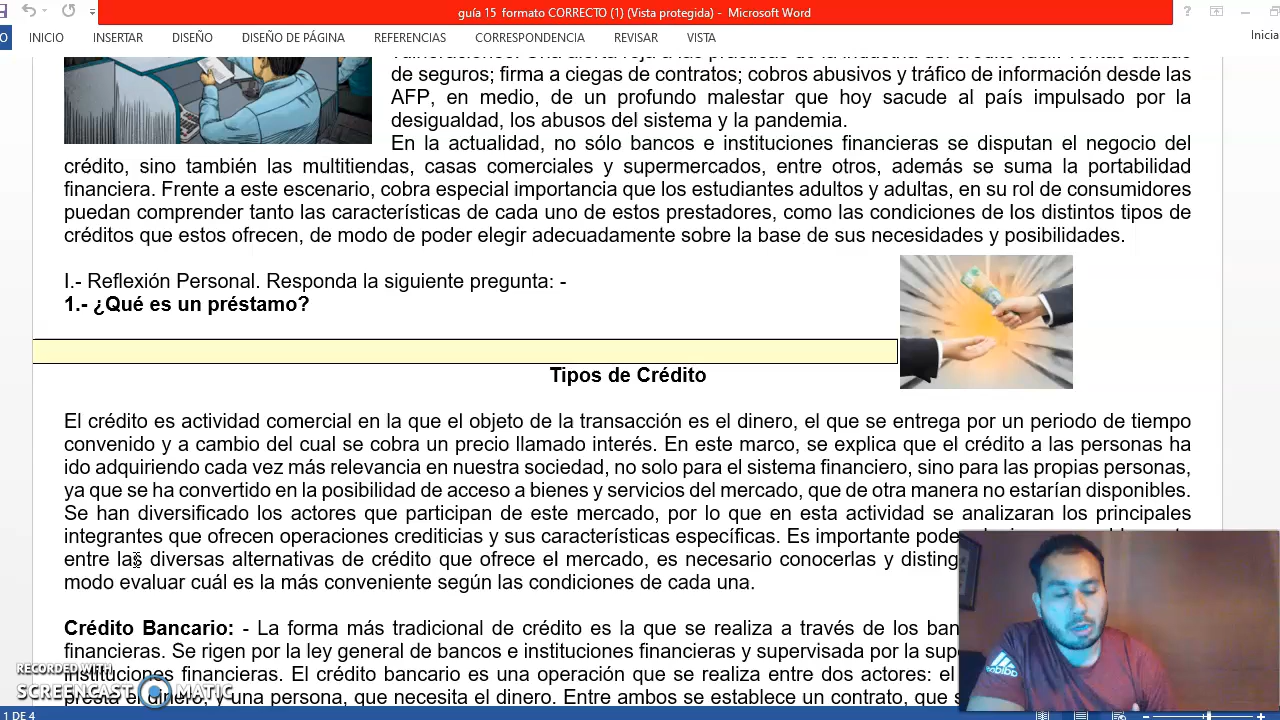 guía 15 formato CORRECTO (1) (Vista protegida) - Microsoft Word
INICIO INSERTAR DISEÑO DISEÑO DE PÁGINA REFERENCIAS CORRESPONDENCIA REVISAR VISTA Inicia
de seguros; firma a ciegas de contratos; cobros abusivos y tráfico de información desde las
AFP, en medio, de un profundo malestar que hoy sacude al país impulsado por la
desigualdad, los abusos del sistema y la pandemia.
En la actualidad, no sólo bancos e instituciones financieras se disputan el negocio del
crédito, sino también las multitiendas, casas comerciales y supermercados, entre otros, además se suma la portabilidad
financiera. Frente a este escenario, cobra especial importancia que los estudiantes adultos y adultas, en su rol de consumidores
puedan comprender tanto las características de cada uno de estos prestadores, como las condiciones de los distintos tipos de
créditos que estos ofrecen, de modo de poder elegir adecuadamente sobre la base de sus necesidades y posibilidades.
I.- Reflexión Personal. Responda la siguiente pregunta: -
1.- ¿Qué es un préstamo?
Tipos de Crédito
El crédito es actividad comercial en la que el objeto de la transacción es el dinero, el que se entrega por un periodo de tiempo
convenido y a cambio del cual se cobra un precio llamado interés. En este marco, se explica que el crédito a las personas ha
ido adquiriendo cada vez más relevancia en nuestra sociedad, no solo para el sistema financiero, sino para las propias personas,
ya que se ha convertido en la posibilidad de acceso a bienes y servicios del mercado, que de otra manera no estarían disponibles.
Se han diversificado los actores que participan de este mercado, por lo que en esta actividad se analizaran los principales
integrantes que ofrecen operaciones crediticias y sus características específicas. Es importante pode
entre las diversas alternativas de crédito que ofrece el mercado, es necesario conocerlas y disting
modo evaluar cuál es la más conveniente según las condiciones de cada una.
Crédito Bancario: - La forma más tradicional de crédito es la que se realiza a través de los ban
financieras. Se rigen por la ley general de bancos e instituciones financieras y supervisada por la supe
instituciones financieras. El crédito bancario es una operación que se realiza entre dos actores: el
presta el dinero, y una persona, que necesita el dinero. Entre ambos se establece un contrato, que s
RECORDED WITH
SCREENCAST MATIC
adidas
1 DE 4